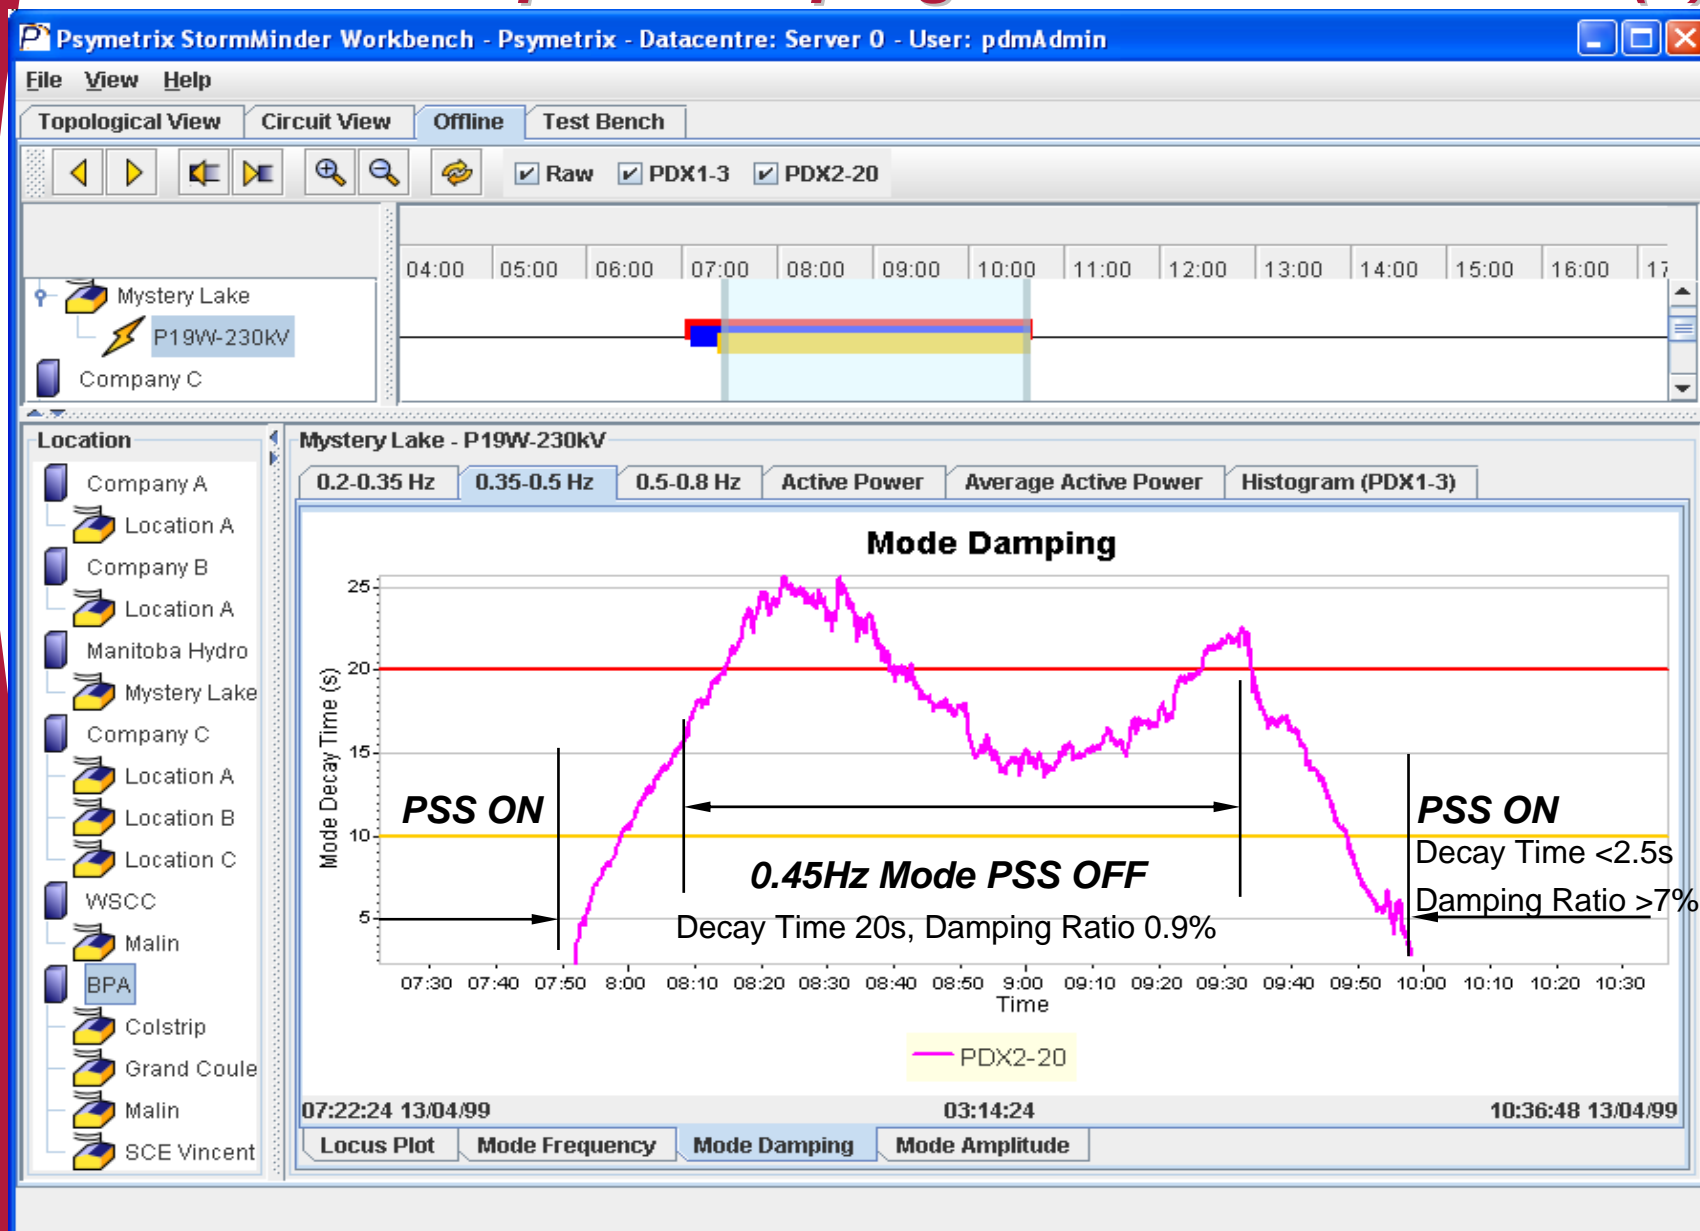 Psymetrix StormMinder Workbench - Psymetrix - Datacentre: Server 0 - User: pdmAdmin
File View Help
Topological View Circuit View Offline Test Bench
Raw PDX1-3 PDX2-20
04:00 05:00 06:00 07:00 08:00 09:00 10:00 11:00 12:00 13:00 14:00 15:00 16:00 17
Mystery Lake
P19W-230kV
Company C
Location
Company A
Location A
Company B
Location A
Manitoba Hydro
Mystery Lake
Company C
Location A
Location B
Location C
WSCC
Malin
BPA
Colstrip
Grand Coule
Malin
SCE Vincent
Mystery Lake - P19W-230kV
0.2-0.35 Hz 0.35-0.5 Hz 0.5-0.8 Hz Active Power Average Active Power Histogram (PDX1-3)
Mode Damping
Mode Decay Time (s)
25
20
15
10
5
PSS ON
0.45Hz Mode PSS OFF
Decay Time 20s, Damping Ratio 0.9%
PSS ON
Decay Time <2.5s
Damping Ratio >7%
07:30 07:40 07:50 8:00 08:10 08:20 08:30 08:40 08:50 9:00 09:10 09:20 09:30 09:40 09:50 10:00 10:10 10:20 10:30
Time
PDX2-20
07:22:24 13/04/99 03:14:24 10:36:48 13/04/99
Locus Plot Mode Frequency Mode Damping Mode Amplitude